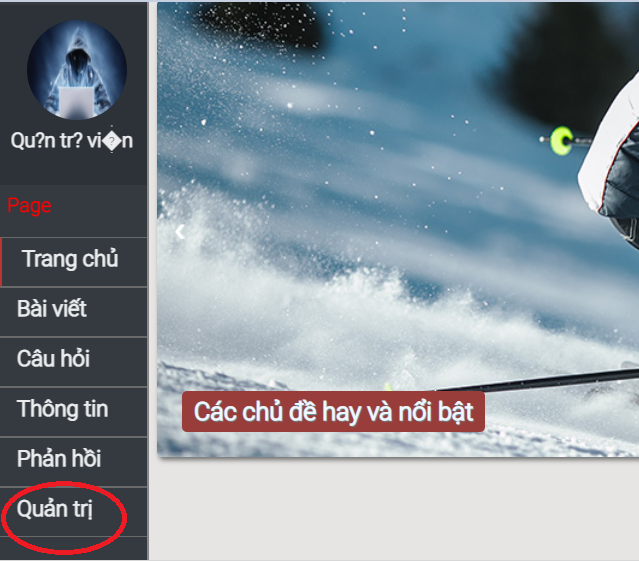 Qu?n tr? vi�n
Page
Trang chủ
Bài viết
Câu hỏi
Thông tin
Phản hồi
Quản trị
Các chủ đề hay và nổi bật